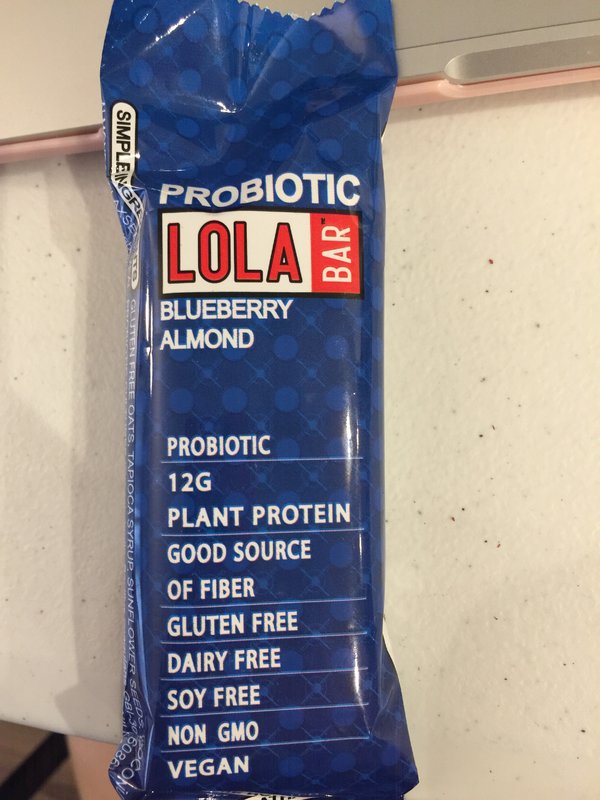 PROBIOTIC
LOLA BAR
BLUEBERRY
ALMOND
PROBIOTIC
12G
PLANT PROTEIN
GOOD SOURCE
OF FIBER
GLUTEN FREE
DAIRY FREE
SOY FREE
NON GMO
VEGAN
SIMPLE
GLUTEN FREE OATS, TAPIOCA SYRUP, SUNFLOWER